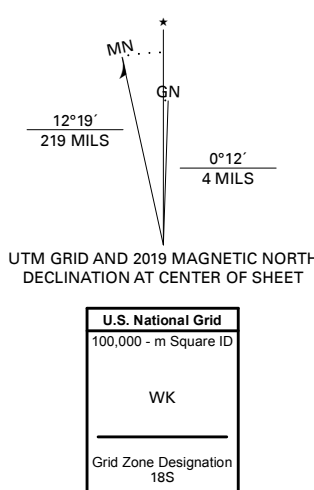 ★
MN
GN
12°19´
219 MILS
0°12´
4 MILS
UTM GRID AND 2019 MAGNETIC NORTH
DECLINATION AT CENTER OF SHEET
U.S. National Grid
100,000 - m Square ID
WK
Grid Zone Designation
18S